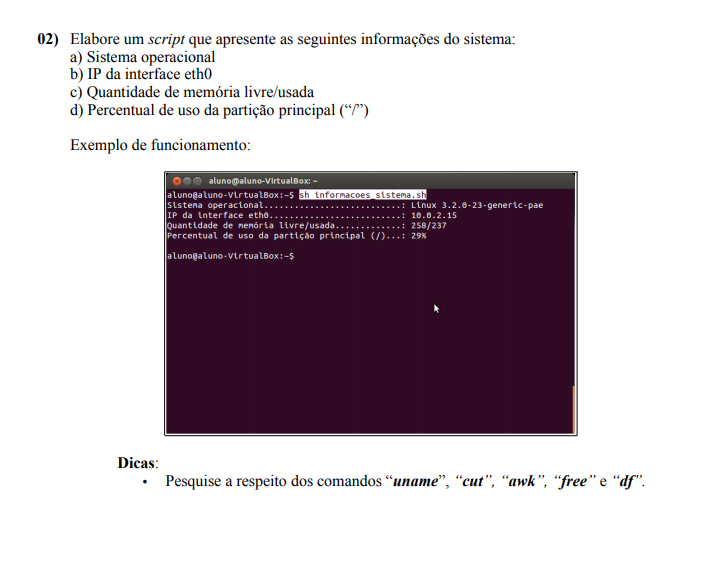 02) Elabore um script que apresente as seguintes informações do sistema:
a) Sistema operacional
b) IP da interface eth0
c) Quantidade de memória livre/usada
d) Percentual de uso da partição principal (“/”)
Exemplo de funcionamento:
aluno@aluno-VirtualBox: ~
aluno@aluno-VirtualBox:~$ sh informacoes_sistema.sh
Sistema operacional..........................: Linux 3.2.0-23-generic-pae
IP da interface eth0.........................: 10.0.2.15
Quantidade de memória livre/usada............: 258/237
Percentual de uso da partição principal (/)...: 29%
aluno@aluno-VirtualBox:~$
Dicas:
• Pesquise a respeito dos comandos “uname”, “cut”, “awk”, “free” e “df”.